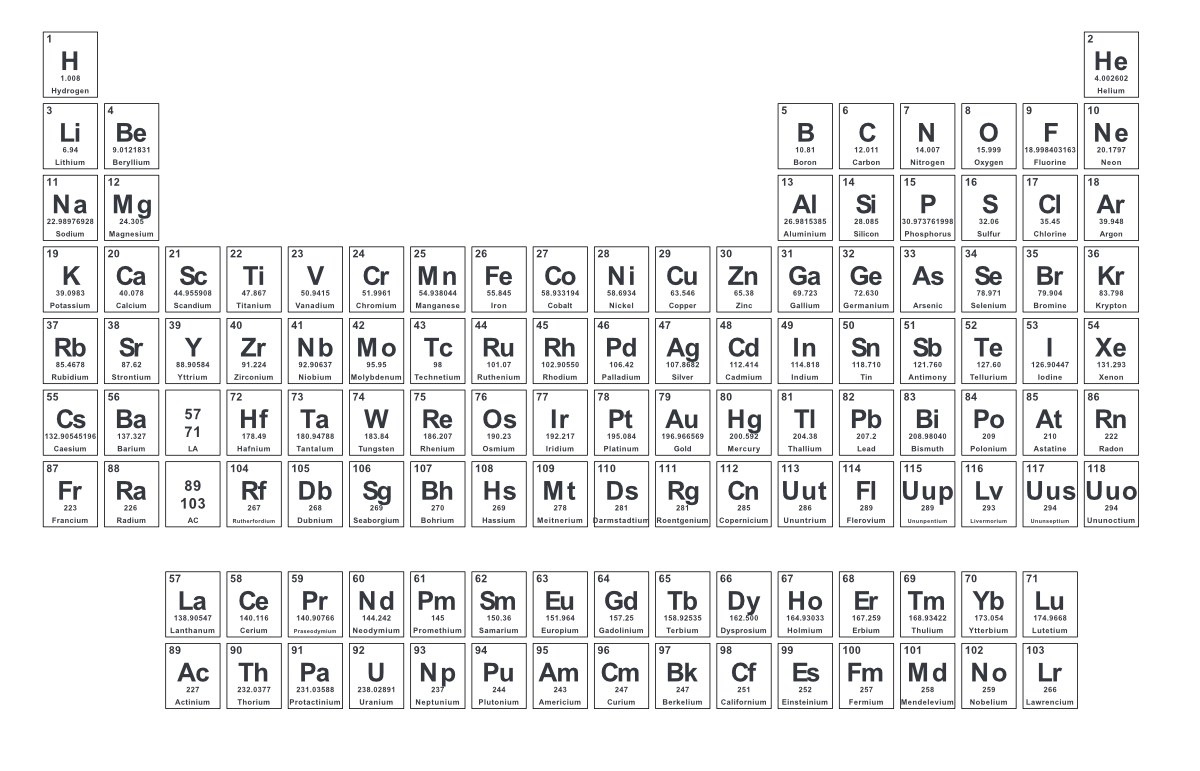 1 2
H He
1.008 4.002602
Hydrogen Helium
3 4 5 6 7 8 9 10
Li Be B C N O F Ne
6.94 9.0121831 10.81 12.011 14.007 15.999 18.998403163 20.1797
Lithium Beryllium Boron Carbon Nitrogen Oxygen Fluorine Neon
11 12 13 14 15 16 17 18
Na Mg Al Si P S Cl Ar
22.98976928 24.305 26.9815385 28.085 30.973761998 32.06 35.45 39.948
Sodium Magnesium Aluminium Silicon Phosphorus Sulfur Chlorine Argon
19 20 21 22 23 24 25 26 27 28 29 30 31 32 33 34 35 36
K Ca Sc Ti V Cr Mn Fe Co Ni Cu Zn Ga Ge As Se Br Kr
39.0983 40.078 44.955908 47.867 50.9415 51.9961 54.938044 55.845 58.933194 58.6934 63.546 65.38 69.723 72.630 78.971 79.904 83.798
Potassium Calcium Scandium Titanium Vanadium Chromium Manganese Iron Cobalt Nickel Copper Zinc Gallium Germanium Arsenic Selenium Bromine Krypton
37 38 39 40 41 42 43 44 45 46 47 48 49 50 51 52 53 54
Rb Sr Y Zr Nb Mo Tc Ru Rh Pd Ag Cd In Sn Sb Te I Xe
85.4678 87.62 88.90584 91.224 92.90637 95.95 98 101.07 102.90550 106.42 107.8682 112.414 114.818 118.710 121.760 127.60 126.90447 131.293
Rubidium Strontium Yttrium Zirconium Niobium Molybdenum Technetium Ruthenium Rhodium Palladium Silver Cadmium Indium Tin Antimony Tellurium Iodine Xenon
55 56 57 72 73 74 75 76 77 78 79 80 81 82 83 84 85 86
Cs Ba 71 Hf Ta W Re Os Ir Pt Au Hg Tl Pb Bi Po At Rn
132.90545196 137.327 178.49 180.94788 183.84 186.207 190.23 192.217 195.084 196.966569 200.592 204.38 207.2 208.98040 209 210 222
Caesium Barium LA Hafnium Tantalum Tungsten Rhenium Osmium Iridium Platinum Gold Mercury Thallium Lead Bismuth Polonium Astatine Radon
87 88 89 104 105 106 107 108 109 110 111 112 113 114 115 116 117 118
Fr Ra 103 Rf Db Sg Bh Hs Mt Ds Rg Cn Uut Fl Uup Lv Uus Uuo
223 226 267 268 269 270 269 278 281 281 285 286 289 289 293 294 294
Francium Radium AC Rutherfordium Dubnium Seaborgium Bohrium Hassium Meitnerium Darmstadtium Roentgenium Copernicium Ununtrium Flerovium Ununpentium Livermorium Ununseptium Ununoctium
57 58 59 60 61 62 63 64 65 66 67 68 69 70 71
La Ce Pr Nd Pm Sm Eu Gd Tb Dy Ho Er Tm Yb Lu
138.90547 140.116 140.90766 144.242 145 150.36 151.964 157.25 158.92535 162.500 164.93033 167.259 168.93422 173.054 174.9668
Lanthanum Cerium Praseodymium Neodymium Promethium Samarium Europium Gadolinium Terbium Dysprosium Holmium Erbium Thulium Ytterbium Lutetium
89 90 91 92 93 94 95 96 97 98 99 100 101 102 103
Ac Th Pa U Np Pu Am Cm Bk Cf Es Fm Md No Lr
227 232.0377 231.03588 238.02891 237 244 243 247 247 251 252 257 258 259 266
Actinium Thorium Protactinium Uranium Neptunium Plutonium Americium Curium Berkelium Californium Einsteinium Fermium Mendelevium Nobelium Lawrencium